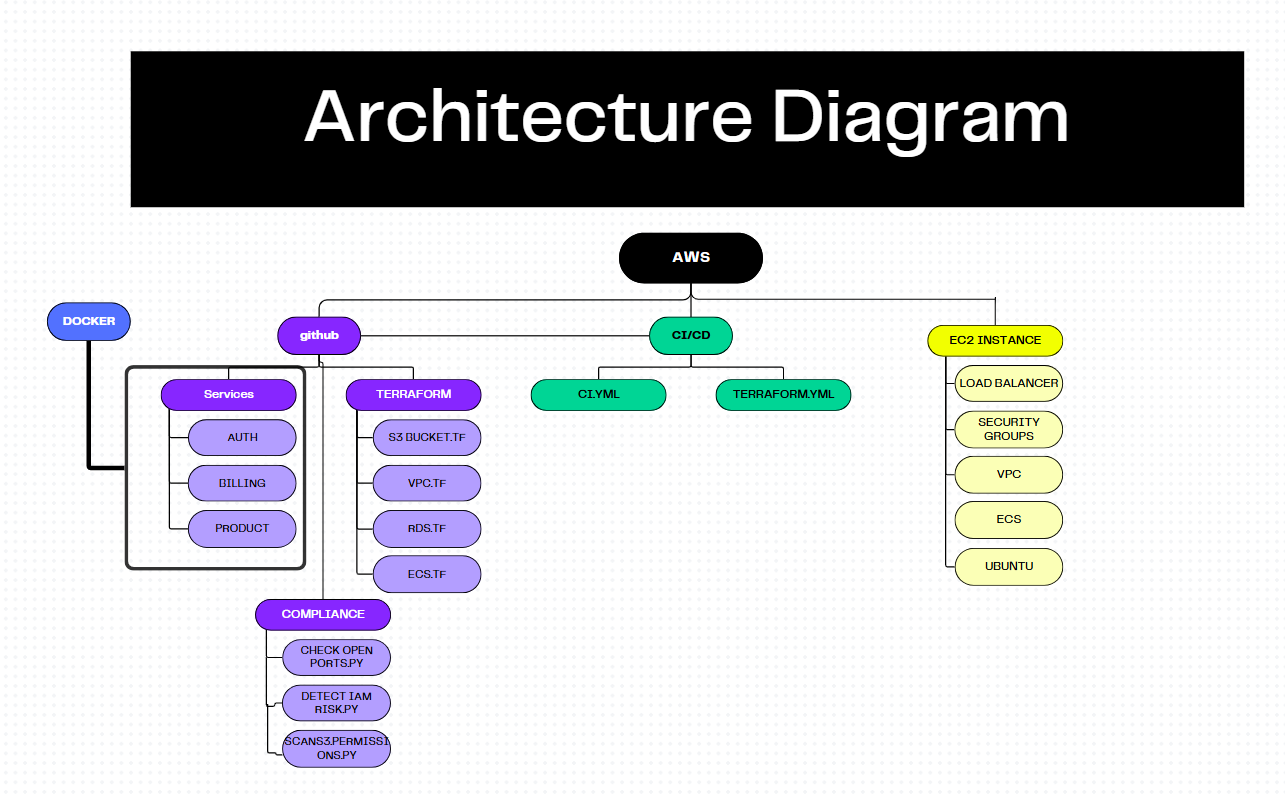 Architecture Diagram
AWS
DOCKER
github
CI/CD
EC2 INSTANCE
Services
AUTH
BILLING
PRODUCT
TERRAFORM
S3 BUCKET.TF
VPC.TF
RDS.TF
ECS.TF
COMPLIANCE
CHECK OPEN
PORTS.PY
DETECT IAM
RISK.PY
SCANS3.PERMISSI
ONS.PY
CI.YML
TERRAFORM.YML
LOAD BALANCER
SECURITY
GROUPS
VPC
ECS
UBUNTU